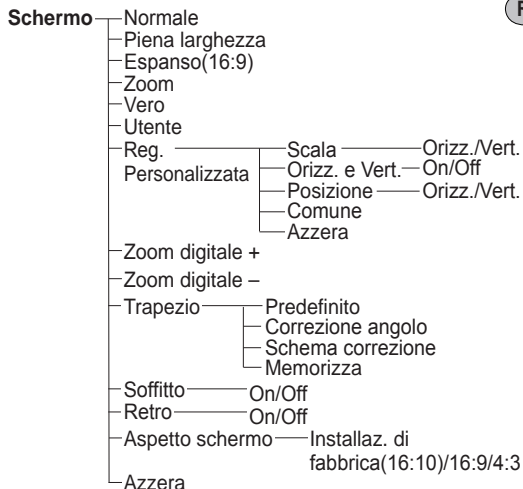 Schermo Normale
Piena larghezza
Espanso(16:9)
Zoom
Vero
Utente
Reg. Personalizzata
Scala Orizz./Vert.
Orizz. e Vert. On/Off
Posizione Orizz./Vert.
Comune
Azzera
Zoom digitale +
Zoom digitale –
Trapezio Predefinito
Correzione angolo
Schema correzione
Memorizza
Soffitto On/Off
Retro On/Off
Aspetto schermo Installaz. di
fabbrica(16:10)/16:9/4:3
Azzera